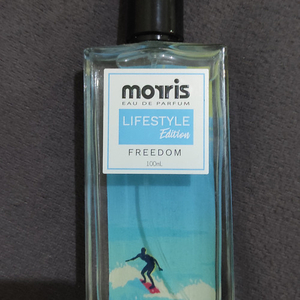 morris
EAU DE PARFUM
LIFESTYLE
Edition
FREEDOM
100mL